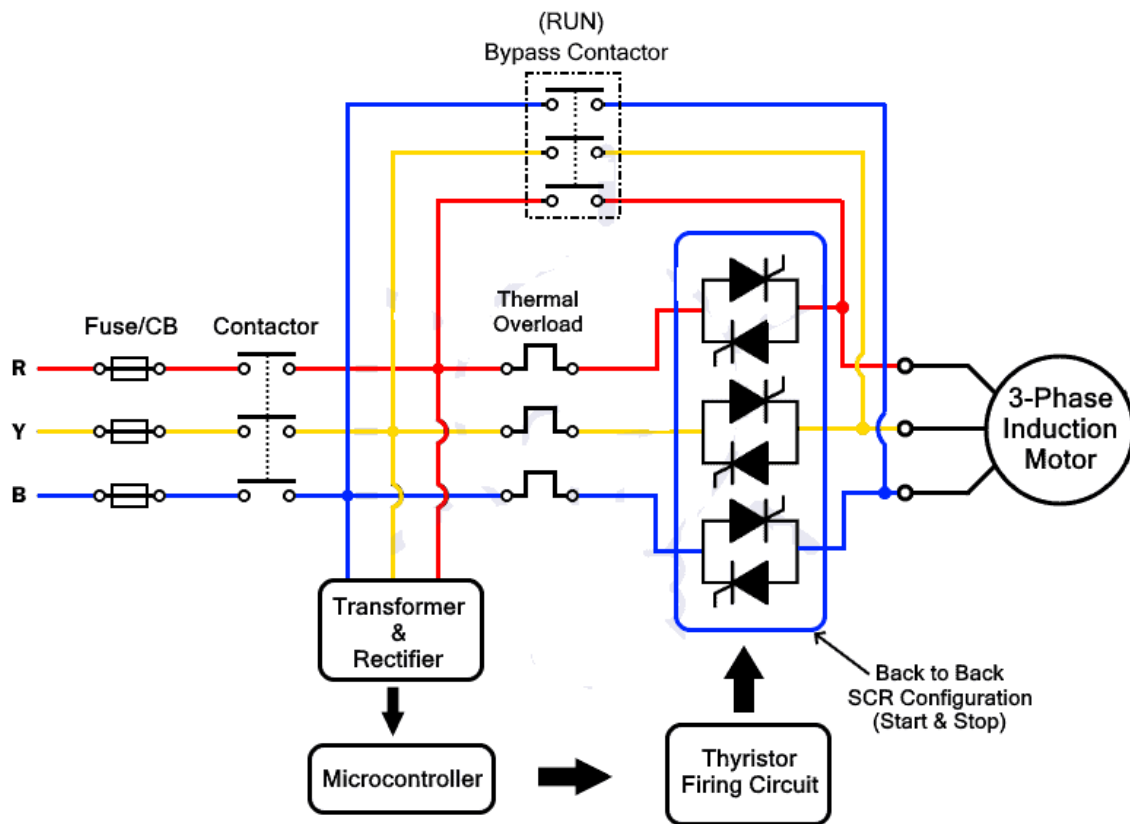 (RUN)
Bypass Contactor
Thermal
Overload
Fuse/CB
Contactor
R
Y
B
3-Phase
Induction
Motor
Transformer
&
Rectifier
Back to Back
SCR Configuration
(Start & Stop)
Microcontroller
Thyristor
Firing Circuit